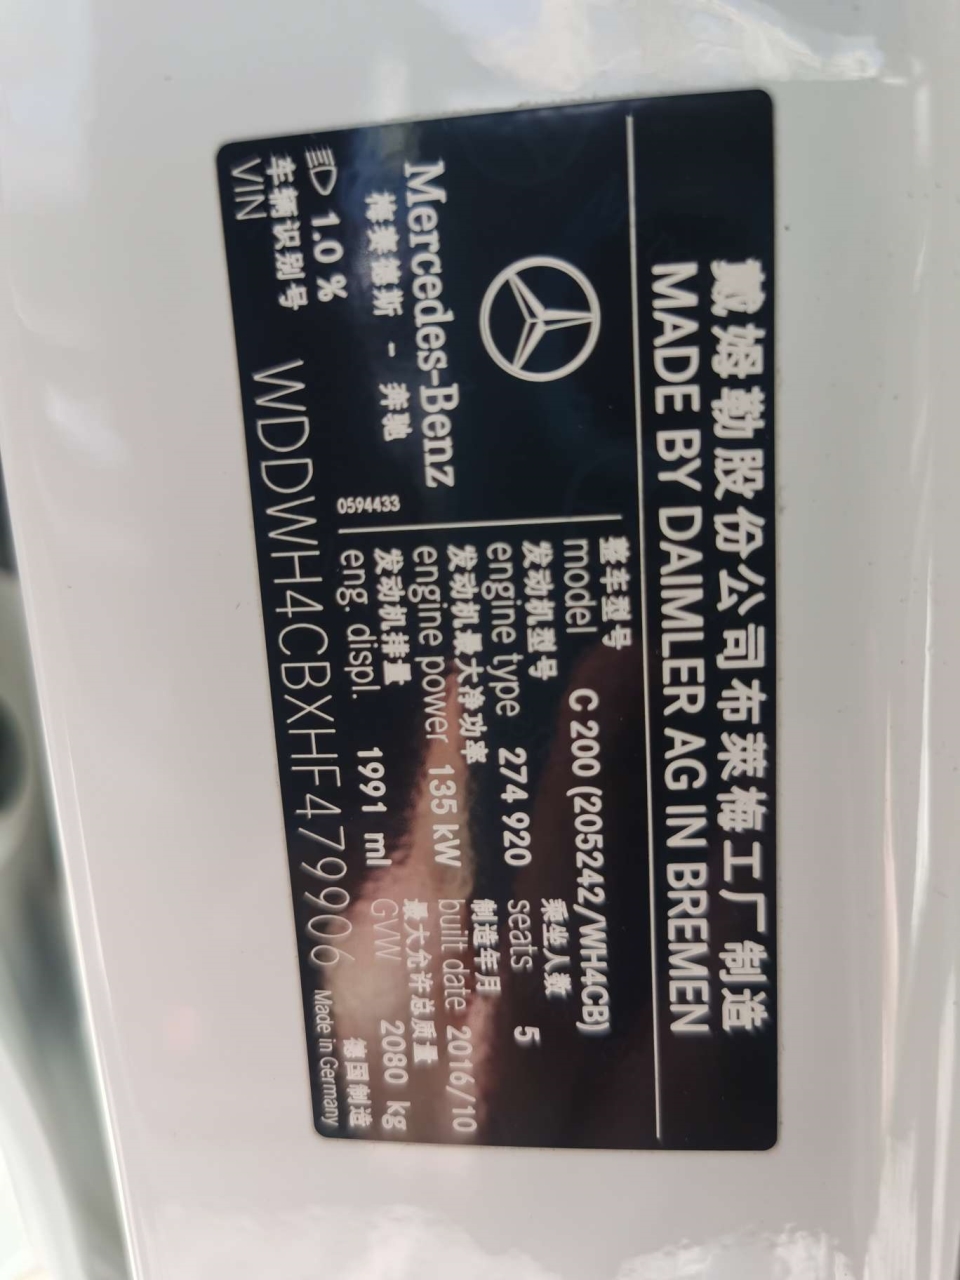 戴姆勒股份公司布莱梅工厂制造
MADE BY DAIMLER AG IN BREMEN
Mercedes-Benz
梅赛德斯 - 奔驰
1.0 %
0594433
整车型号
model C 200 (205242/WH4CB)
发动机型号
engine type 274 920
乘坐人数
seats 5
发动机最大净功率
engine power 135 kW
制造年月
built date 2016/10
发动机排量
eng. displ. 1991 ml
最大允许总质量
GVW 2080 kg
车辆识别号
VIN WDDWH4CBXHF479906
德国制造
Made in Germany